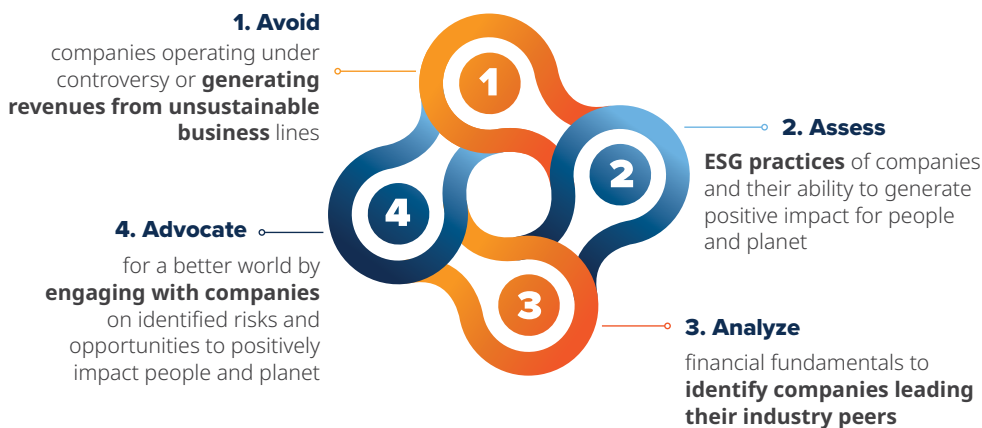 1. Avoid
companies operating under
controversy or generating
revenues from unsustainable
business lines
1
2. Assess
ESG practices of companies
and their ability to generate
positive impact for people
and planet
2
3. Analyze
financial fundamentals to
identify companies leading
their industry peers
3
4. Advocate
for a better world by
engaging with companies
on identified risks and
opportunities to positively
impact people and planet
4